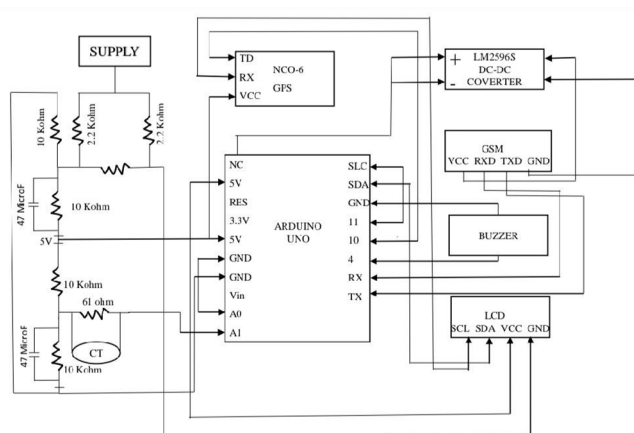 SUPPLY
10 Kohm
2.2 Kohm
2.2 Kohm
47 MicroF
10 Kohm
5V
10 Kohm
61 ohm
47 MicroF
CT
10 Kohm
TD
RX
VCC
NCO-6
GPS
NC
5V
RES
3.3V
5V
GND
GND
Vin
A0
A1
ARDUINO
UNO
SLC
SDA
GND
11
10
4
RX
TX
+
-
LM2596S
DC-DC
COVERTER
GSM
VCC RXD TXD GND
BUZZER
LCD
SCL SDA VCC GND